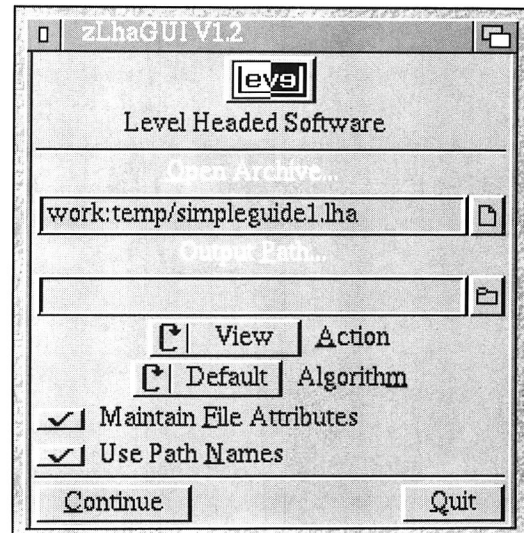 zLhaGUI V1.2
level
Level Headed Software
Open Archive...
work:temp/simpleguide1.lha
Output Path...
View Action
Default Algorithm
Maintain File Attributes
Use Path Names
Continue Quit